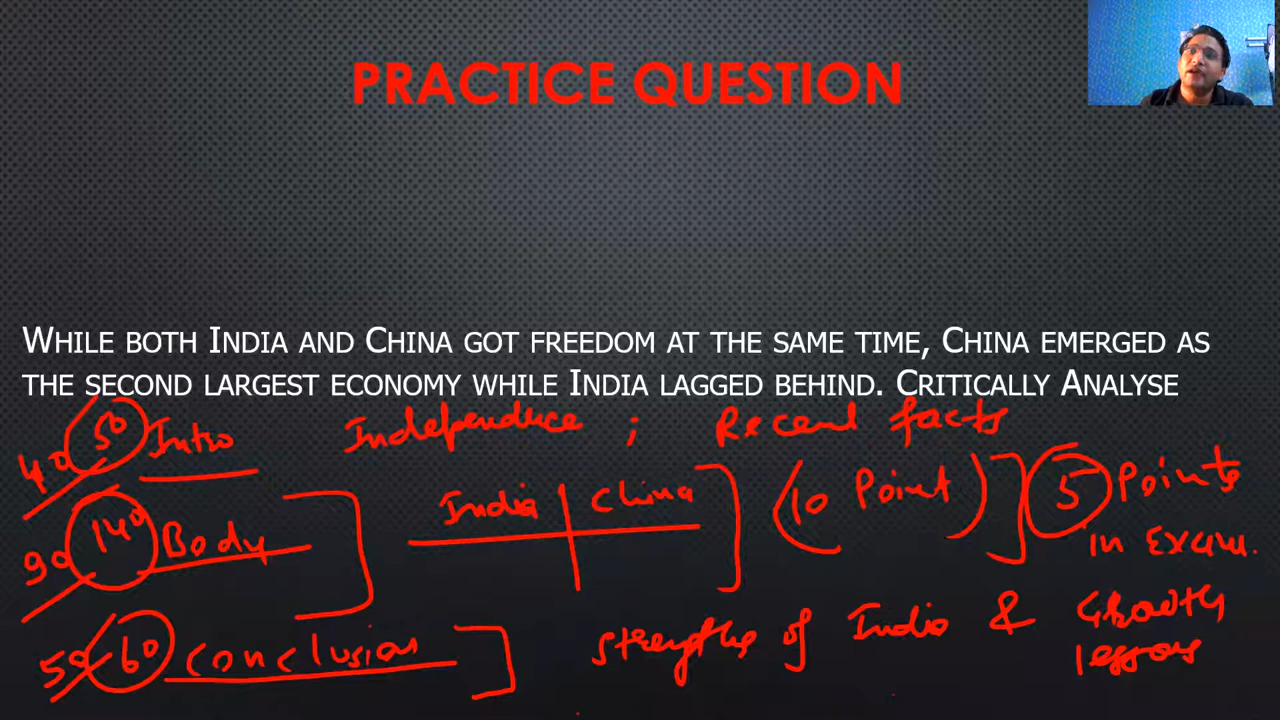 PRACTICE QUESTION
WHILE BOTH INDIA AND CHINA GOT FREEDOM AT THE SAME TIME, CHINA EMERGED AS
THE SECOND LARGEST ECONOMY WHILE INDIA LAGGED BEHIND. CRITICALLY ANALYSE
40 50 Intro Independuce ; Recent facts
90 140 Body India China (10 Point) 5 Points
in Exam.
50 60 Conclusion strengths of India & Growth
lessons